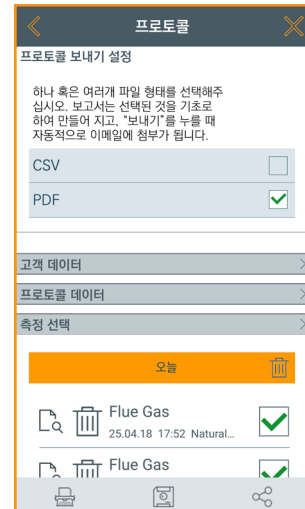 프로토콜
프로토콜 보내기 설정
하나 혹은 여러개 파일 형태를 선택해주
십시오. 보고서는 선택된 것을 기초로
하여 만들어 지고, "보내기"를 누를 때
자동적으로 이메일에 첨부가 됩니다.
CSV
PDF
고객 데이터
프로토콜 데이터
측정 선택
오늘
Flue Gas
25.04.18 17:52 Natural...
Flue Gas